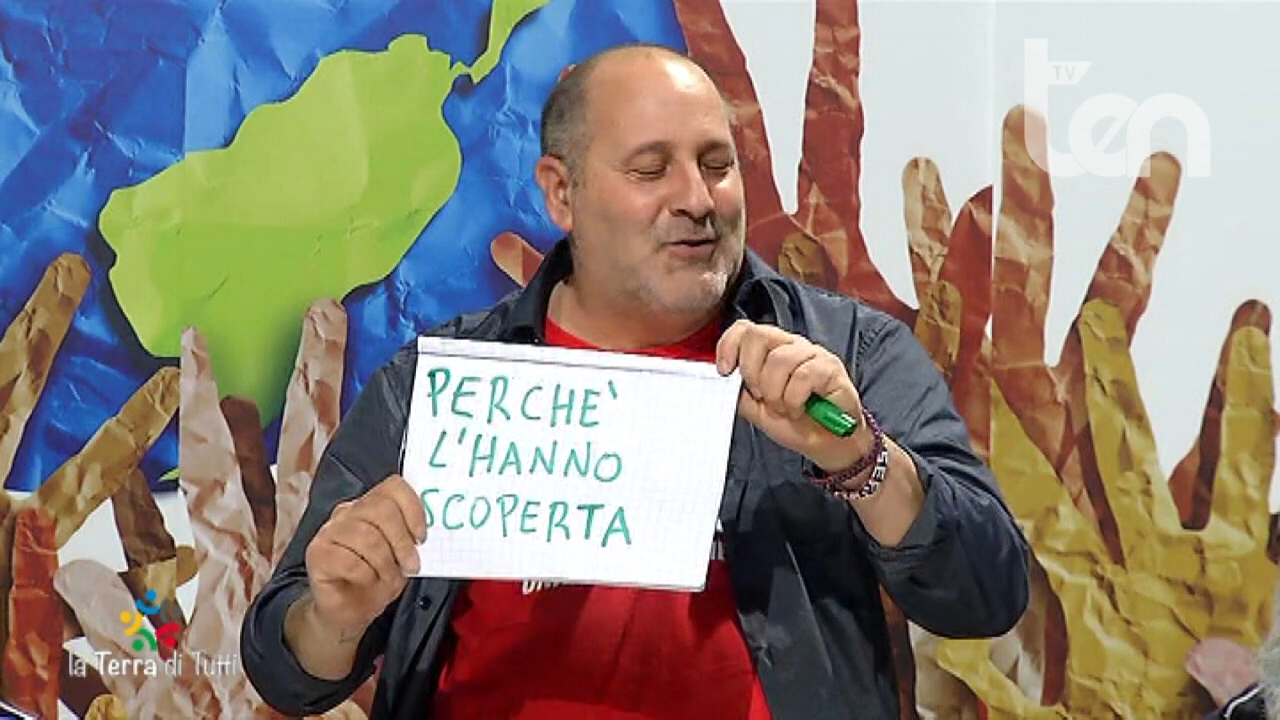 TV
ten
PERCHE'
L'HANNO
SCOPERTA
la Terra di Tutti